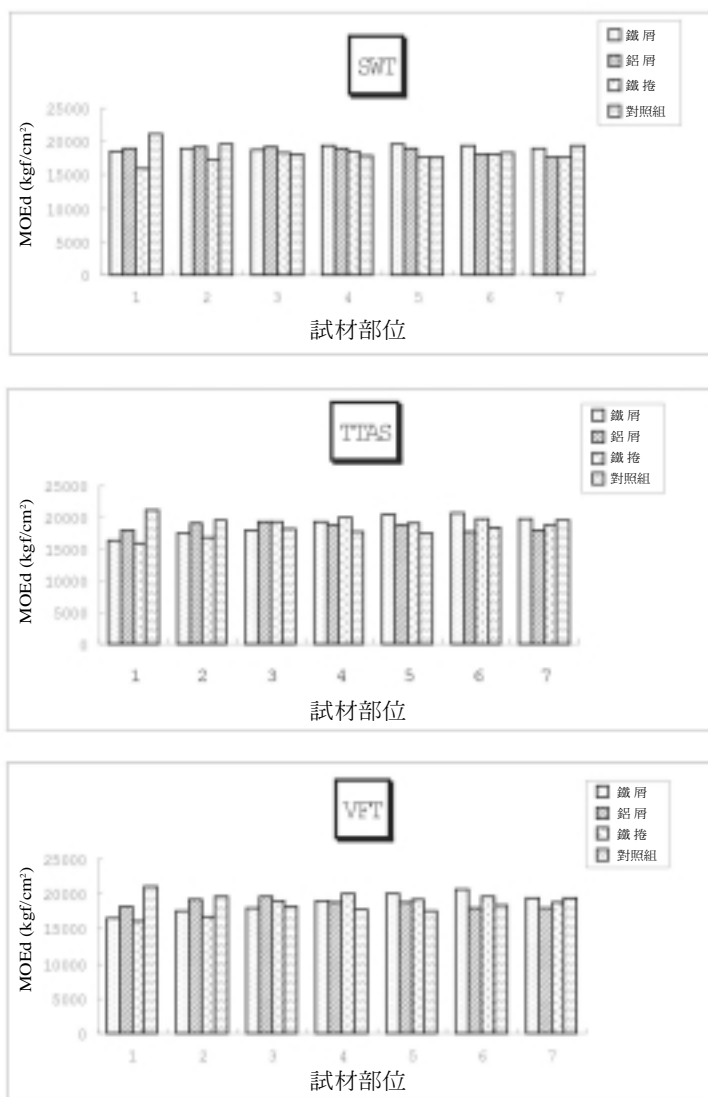 SWT
鐵屑
鋁屑
鐵捲
對照組
MOEd (kgf/cm²)
25000
20000
15000
10000
5000
0
1 2 3 4 5 6 7
試材部位
TTAS
鐵屑
鋁屑
鐵捲
對照組
MOEd (kgf/cm²)
25000
20000
15000
10000
5000
0
1 2 3 4 5 6 7
試材部位
VFT
鐵屑
鋁屑
鐵捲
對照組
MOEd (kgf/cm²)
25000
20000
15000
10000
5000
0
1 2 3 4 5 6 7
試材部位